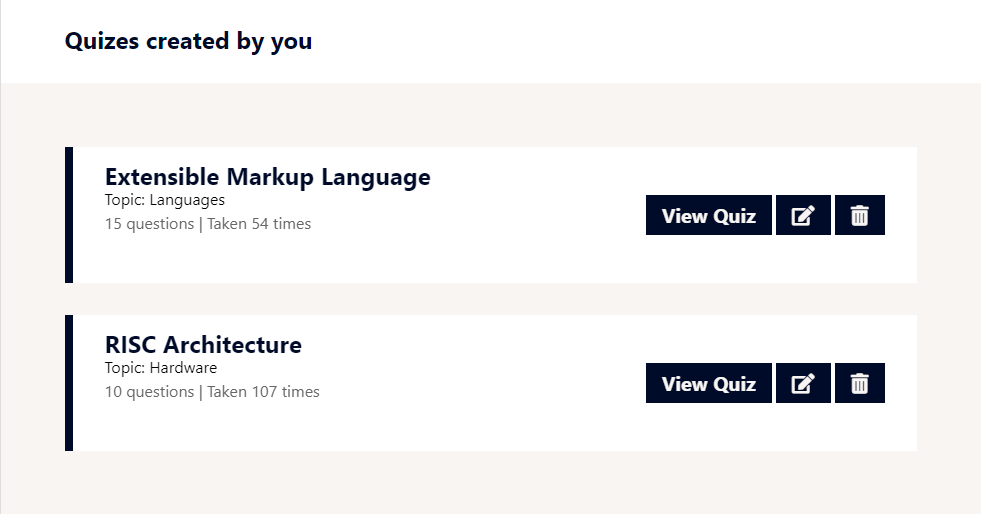 Quizes created by you
Extensible Markup Language
Topic: Languages
15 questions | Taken 54 times
View Quiz
RISC Architecture
Topic: Hardware
10 questions | Taken 107 times
View Quiz